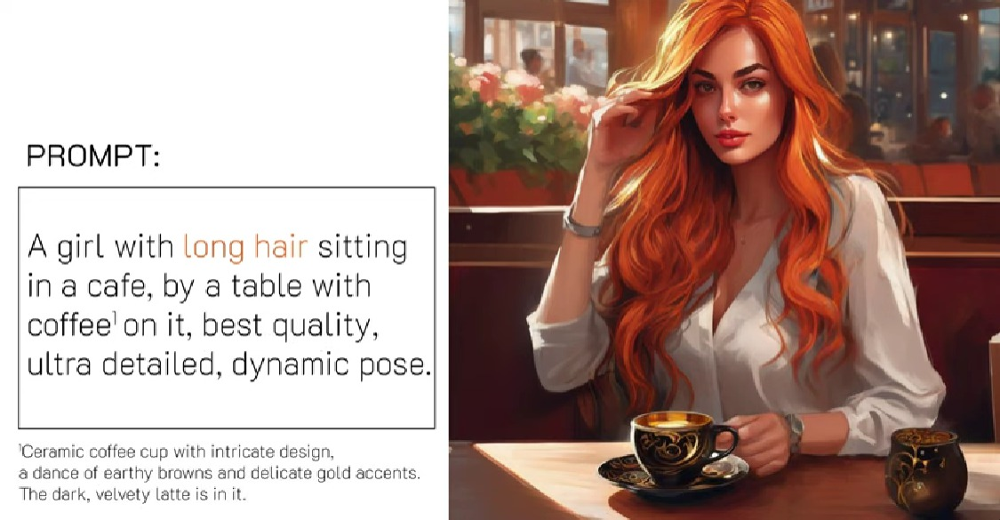 PROMPT:
A girl with long hair sitting
in a cafe, by a table with
coffee¹ on it, best quality,
ultra detailed, dynamic pose.
¹Ceramic coffee cup with intricate design,
a dance of earthy browns and delicate gold accents.
The dark, velvety latte is in it.